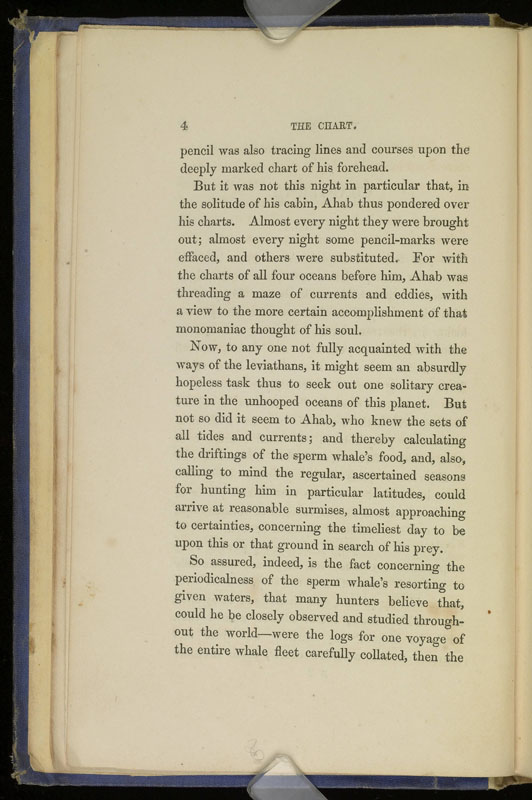 4 THE CHART.
pencil was also tracing lines and courses upon the
deeply marked chart of his forehead.
But it was not this night in particular that, in
the solitude of his cabin, Ahab thus pondered over
his charts. Almost every night they were brought
out; almost every night some pencil-marks were
effaced, and others were substituted. For with
the charts of all four oceans before him, Ahab was
threading a maze of currents and eddies, with
a view to the more certain accomplishment of that
monomaniac thought of his soul.
Now, to any one not fully acquainted with the
ways of the leviathans, it might seem an absurdly
hopeless task thus to seek out one solitary crea-
ture in the unhooped oceans of this planet. But
not so did it seem to Ahab, who knew the sets of
all tides and currents; and thereby calculating
the driftings of the sperm whale's food, and, also,
calling to mind the regular, ascertained seasons
for hunting him in particular latitudes, could
arrive at reasonable surmises, almost approaching
to certainties, concerning the timeliest day to be
upon this or that ground in search of his prey.
So assured, indeed, is the fact concerning the
periodicalness of the sperm whale's resorting to
given waters, that many hunters believe that,
could he be closely observed and studied through-
out the world—were the logs for one voyage of
the entire whale fleet carefully collated, then the